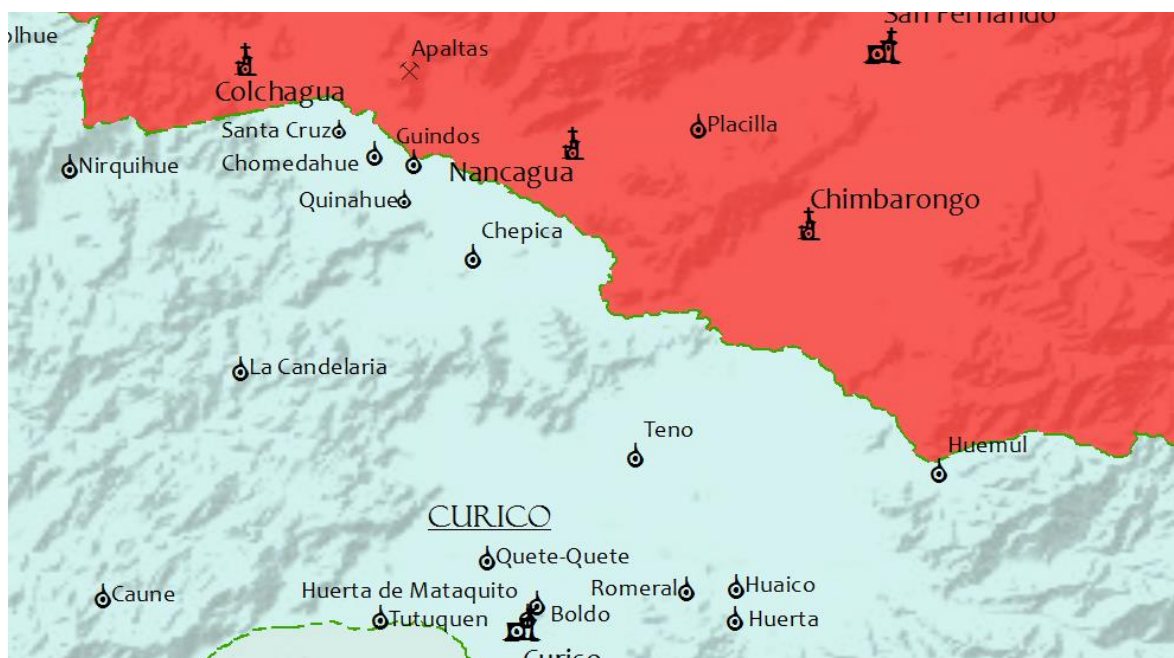 San Fernando
Apaltas
Colchagua
Santa Cruz
Guindos
Placilla
Chomedahue
Nirquihue
Nancagua
Quinahue
Chimbarongo
Chepica
La Candelaria
Teno
Huemul
CURICO
Quete-Quete
Huerta de Mataquito
Romeral
Huaico
Caune
Tutuquen
Boldo
Huerta
Curico